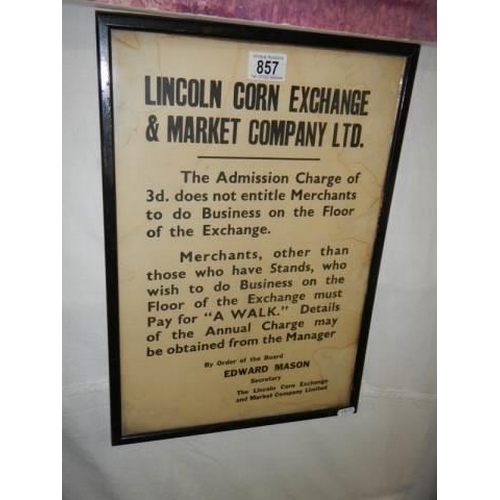 857
LINCOLN CORN EXCHANGE
& MARKET COMPANY LTD.
The Admission Charge of
3d. does not entitle Merchants
to do Business on the Floor
of the Exchange.
Merchants, other than
those who have Stands, who
wish to do Business on the
Floor of the Exchange must
Pay for "A WALK." Details
of the Annual Charge may
be obtained from the Manager
By Order of the Board
EDWARD MASON
Secretary
The Lincoln Corn Exchange
and Market Company Limited